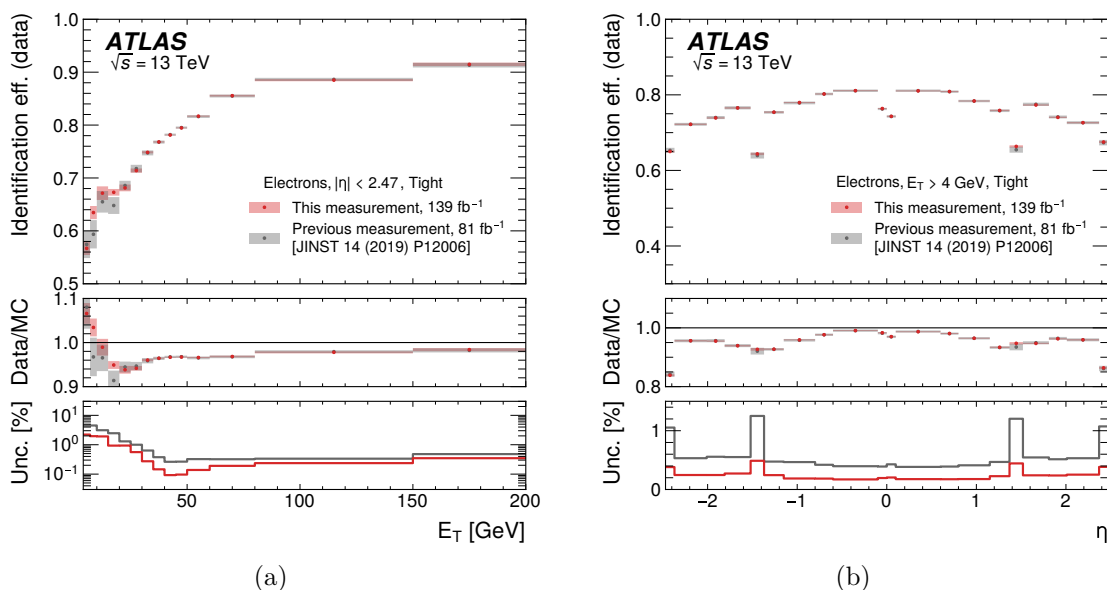 ATLAS
√s = 13 TeV
Identification eff. (data)
1.0
0.9
0.8
0.7
0.6
0.5
Electrons, |η| < 2.47, Tight
This measurement, 139 fb⁻¹
Previous measurement, 81 fb⁻¹
[JINST 14 (2019) P12006]
Data/MC
1.1
1.0
0.9
Unc. [%]
10¹
10⁰
10⁻¹
50 100 150 200
E_T [GeV]
(a)
ATLAS
√s = 13 TeV
Identification eff. (data)
1.0
0.8
0.6
0.4
Electrons, E_T > 4 GeV, Tight
This measurement, 139 fb⁻¹
Previous measurement, 81 fb⁻¹
[JINST 14 (2019) P12006]
Data/MC
1.0
0.8
Unc. [%]
1
0
−2 −1 0 1 2
η
(b)